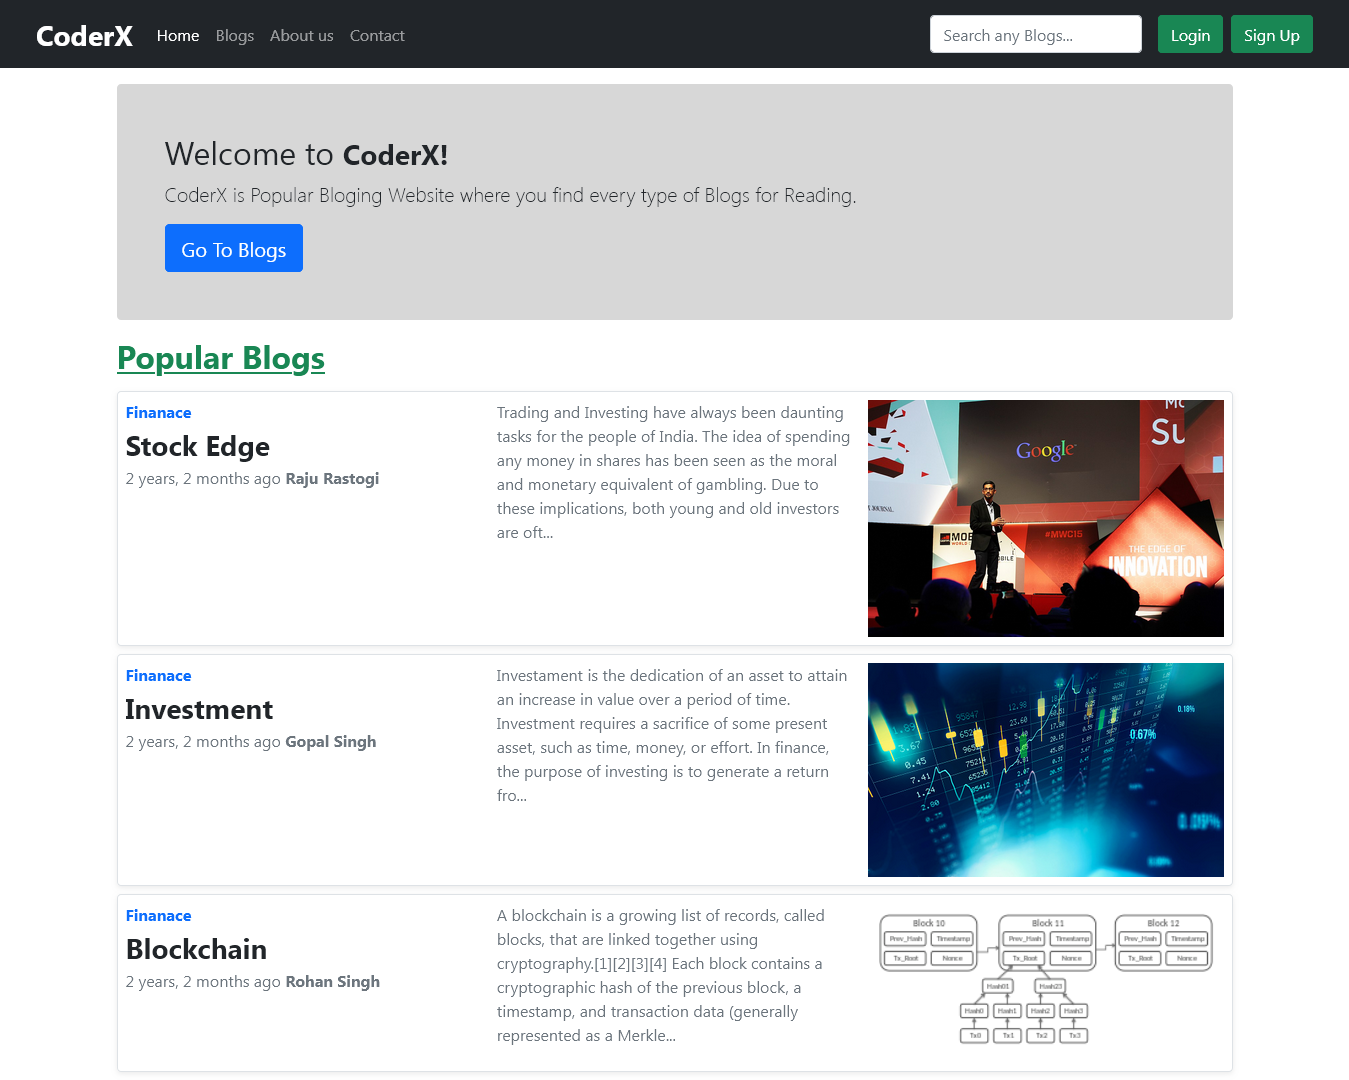 CoderX Home Blogs About us Contact Search any Blogs... Login Sign Up
Welcome to CoderX!
CoderX is Popular Bloging Website where you find every type of Blogs for Reading.
Go To Blogs
Popular Blogs
Finanace
Stock Edge
2 years, 2 months ago Raju Rastogi
Trading and Investing have always been daunting
tasks for the people of India. The idea of spending
any money in shares has been seen as the moral
and monetary equivalent of gambling. Due to
these implications, both young and old investors
are oft...
Su
Google
#MWC15
THE EDGE OF
INNOVATION
Finanace
Investment
2 years, 2 months ago Gopal Singh
Investament is the dedication of an asset to attain
an increase in value over a period of time.
Investment requires a sacrifice of some present
asset, such as time, money, or effort. In finance,
the purpose of investing is to generate a return
fro...
0.18%
0.67%
0.09%
Finanace
Blockchain
2 years, 2 months ago Rohan Singh
A blockchain is a growing list of records, called
blocks, that are linked together using
cryptography.[1][2][3][4] Each block contains a
cryptographic hash of the previous block, a
timestamp, and transaction data (generally
represented as a Merkle...
Block 10 Block 11 Block 12
Prev_Hash Timestamp Prev_Hash Timestamp Prev_Hash Timestamp
Tx_Root Nonce Tx_Root Nonce Tx_Root Nonce
Hash01 Hash23
Hash0 Hash1 Hash2 Hash3
Tx0 Tx1 Tx2 Tx3